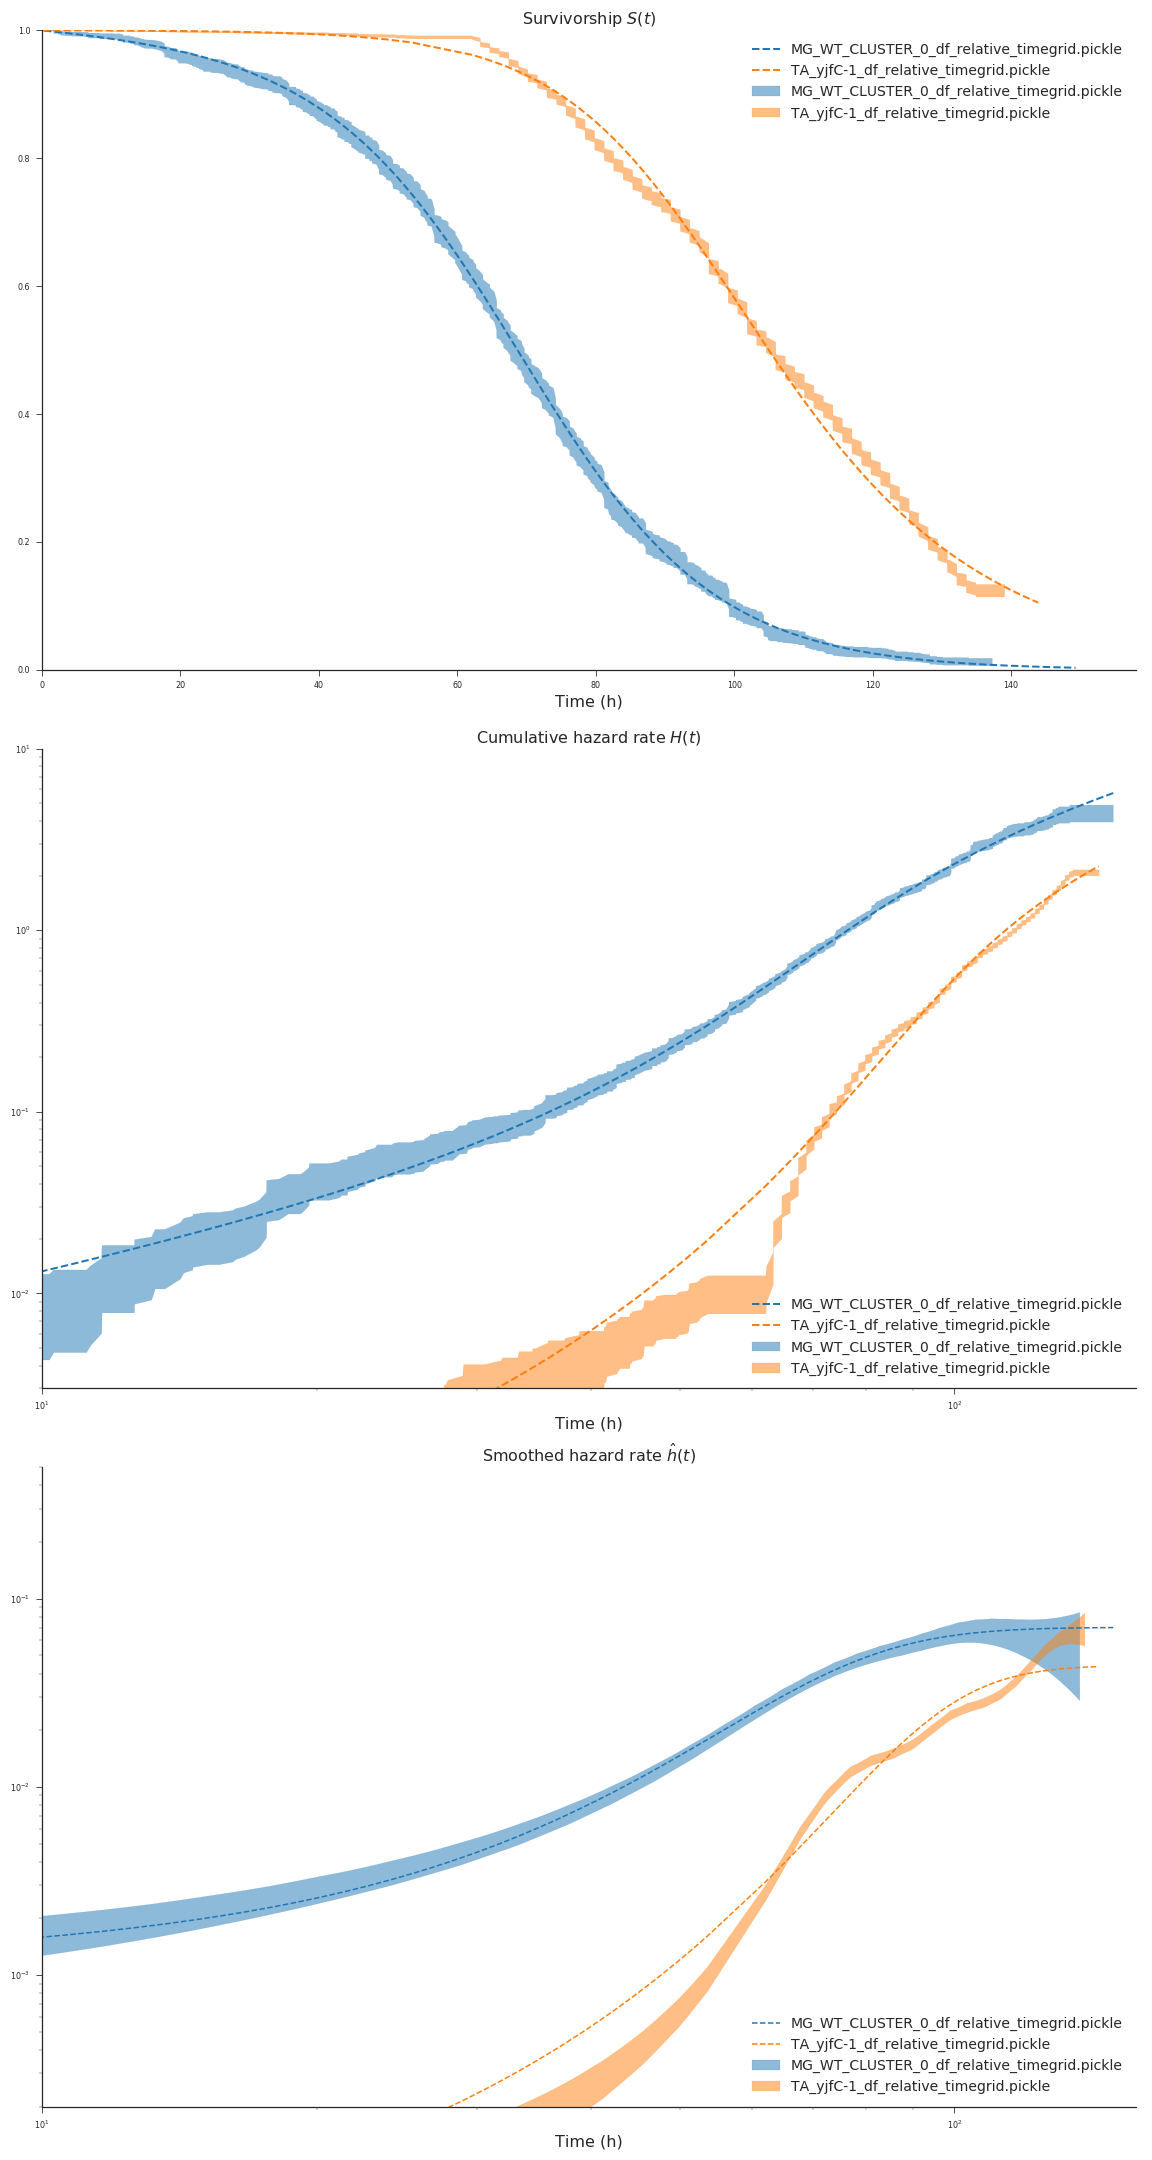 Survivorship S(t)
MG_WT_CLUSTER_0_df_relative_timegrid.pickle
TA_yjfC-1_df_relative_timegrid.pickle
MG_WT_CLUSTER_0_df_relative_timegrid.pickle
TA_yjfC-1_df_relative_timegrid.pickle
1.0
0.8
0.6
0.4
0.2
0.0
0 20 40 60 80 100 120 140
Time (h)
Cumulative hazard rate H(t)
10¹
10⁰
10⁻¹
10⁻²
MG_WT_CLUSTER_0_df_relative_timegrid.pickle
TA_yjfC-1_df_relative_timegrid.pickle
MG_WT_CLUSTER_0_df_relative_timegrid.pickle
TA_yjfC-1_df_relative_timegrid.pickle
10¹ 10²
Time (h)
Smoothed hazard rate ĥ(t)
10⁻¹
10⁻²
10⁻³
MG_WT_CLUSTER_0_df_relative_timegrid.pickle
TA_yjfC-1_df_relative_timegrid.pickle
MG_WT_CLUSTER_0_df_relative_timegrid.pickle
TA_yjfC-1_df_relative_timegrid.pickle
10¹ 10²
Time (h)